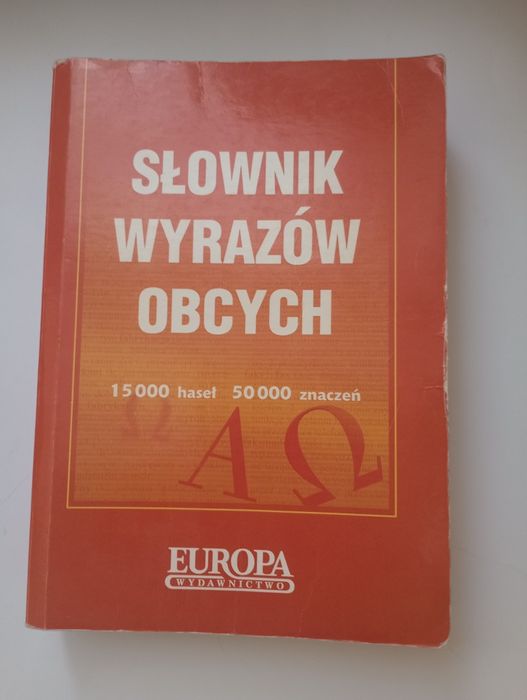 SŁOWNIK
WYRAZÓW
OBCYCH
15 000 haseł 50 000 znaczeń
Ω A Ω
EUROPA
WYDAWNICTWO